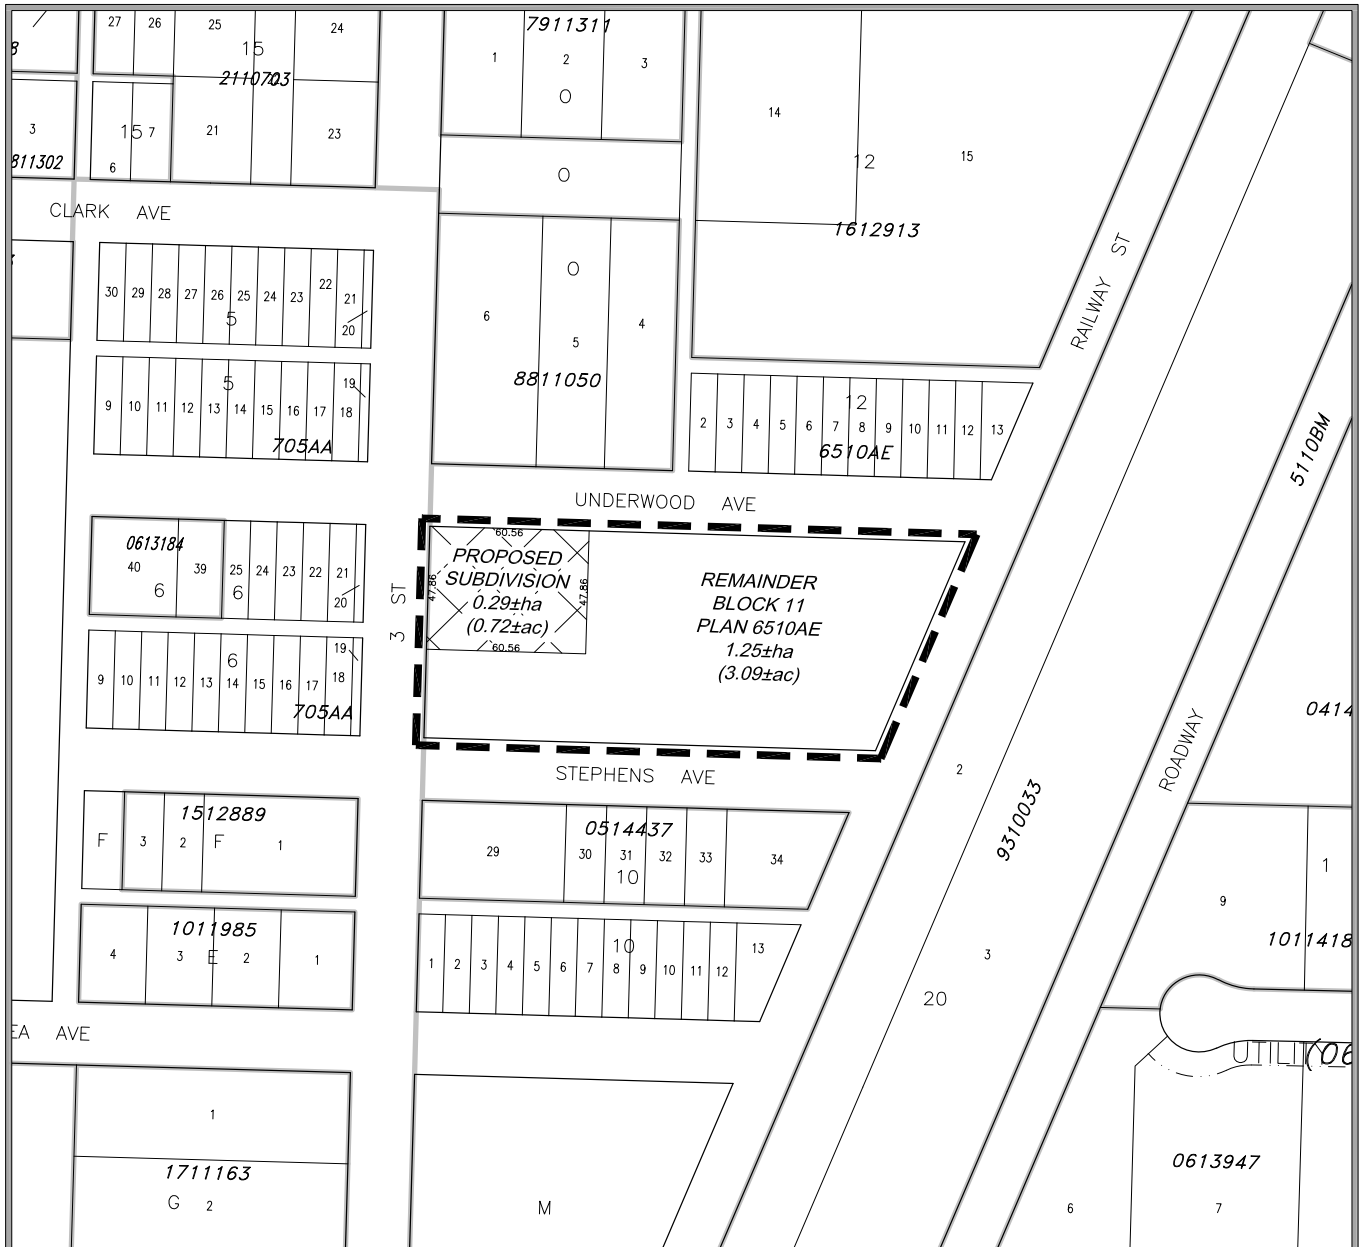 27 26 25 24
15
2110703
3
15 7 21 23
6
811302
7911311
1 2 3
O
O
14
12 15
1612913
CLARK AVE
30 29 28 27 26 25 24 23 22 21
5
20
5
19
9 10 11 12 13 14 15 16 17 18
705AA
O
6 5 4
8811050
RAILWAY ST
12
2 3 4 5 6 7 8 9 10 11 12 13
6510AE
5110BM
UNDERWOOD AVE
0613184
40 39 25 24 23 22 21
6 6
20
3 ST
60.56
PROPOSED
SUBDIVISION
0.29±ha
(0.72±ac)
47.86
47.86
60.56
REMAINDER
BLOCK 11
PLAN 6510AE
1.25±ha
(3.09±ac)
6
19
9 10 11 12 13 14 15 16 17 18
705AA
STEPHENS AVE
0414
ROADWAY
2
9310033
3
20
1512889
F 3 2 F 1
0514437
29 30 31 32 33 34
10
1011985
4 3 E 2 1
10
1 2 3 4 5 6 7 8 9 10 11 12 13
1
9
1011418
EA AVE
UTILITY
(06
1
1711163
G 2
M
0613947
6 7